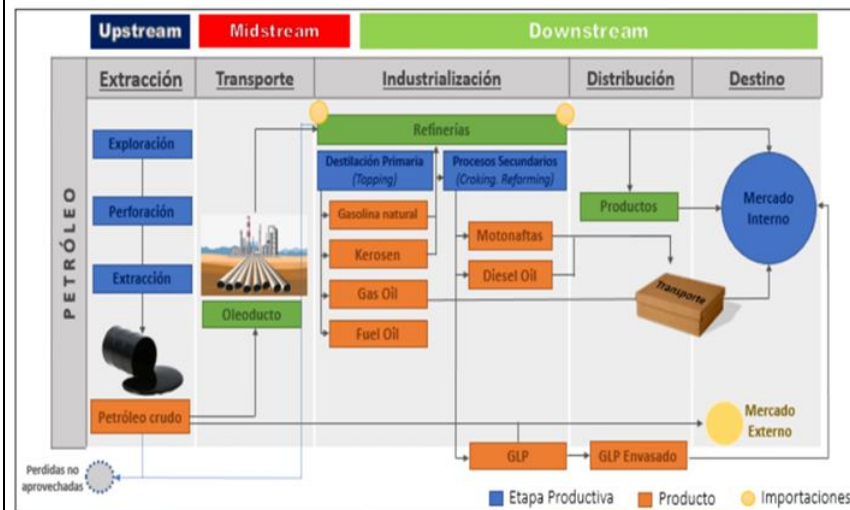 Upstream
Midstream
Downstream
PETRÓLEO
Extracción
Transporte
Industrialización
Distribución
Destino
Exploración
Perforación
Extracción
Petróleo crudo
Perdidas no
aprovechadas
Oleoducto
Refinerías
Destilación Primaria
(Topping)
Procesos Secundarios
(Croking. Reforming)
Gasolina natural
Kerosen
Gas Oil
Fuel Oil
Motonaftas
Diesel Oil
GLP
Productos
Transporte
GLP Envasado
Mercado
Interno
Mercado
Externo
Etapa Productiva
Producto
Importaciones